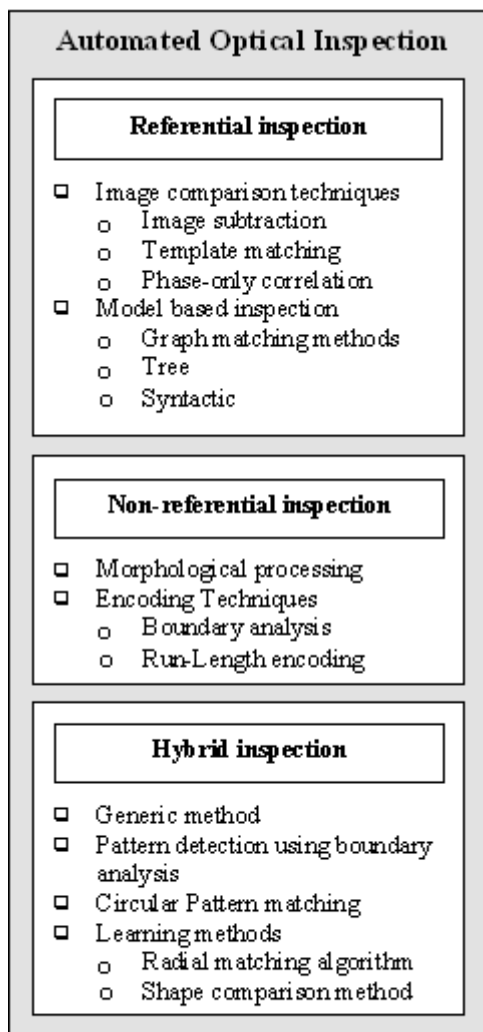 Automated Optical Inspection
Referential inspection
Image comparison techniques
Image subtraction
Template matching
Phase-only correlation
Model based inspection
Graph matching methods
Tree
Syntactic
Non-referential inspection
Morphological processing
Encoding Techniques
Boundary analysis
Run-Length encoding
Hybrid inspection
Generic method
Pattern detection using boundary
analysis
Circular Pattern matching
Learning methods
Radial matching algorithm
Shape comparison method